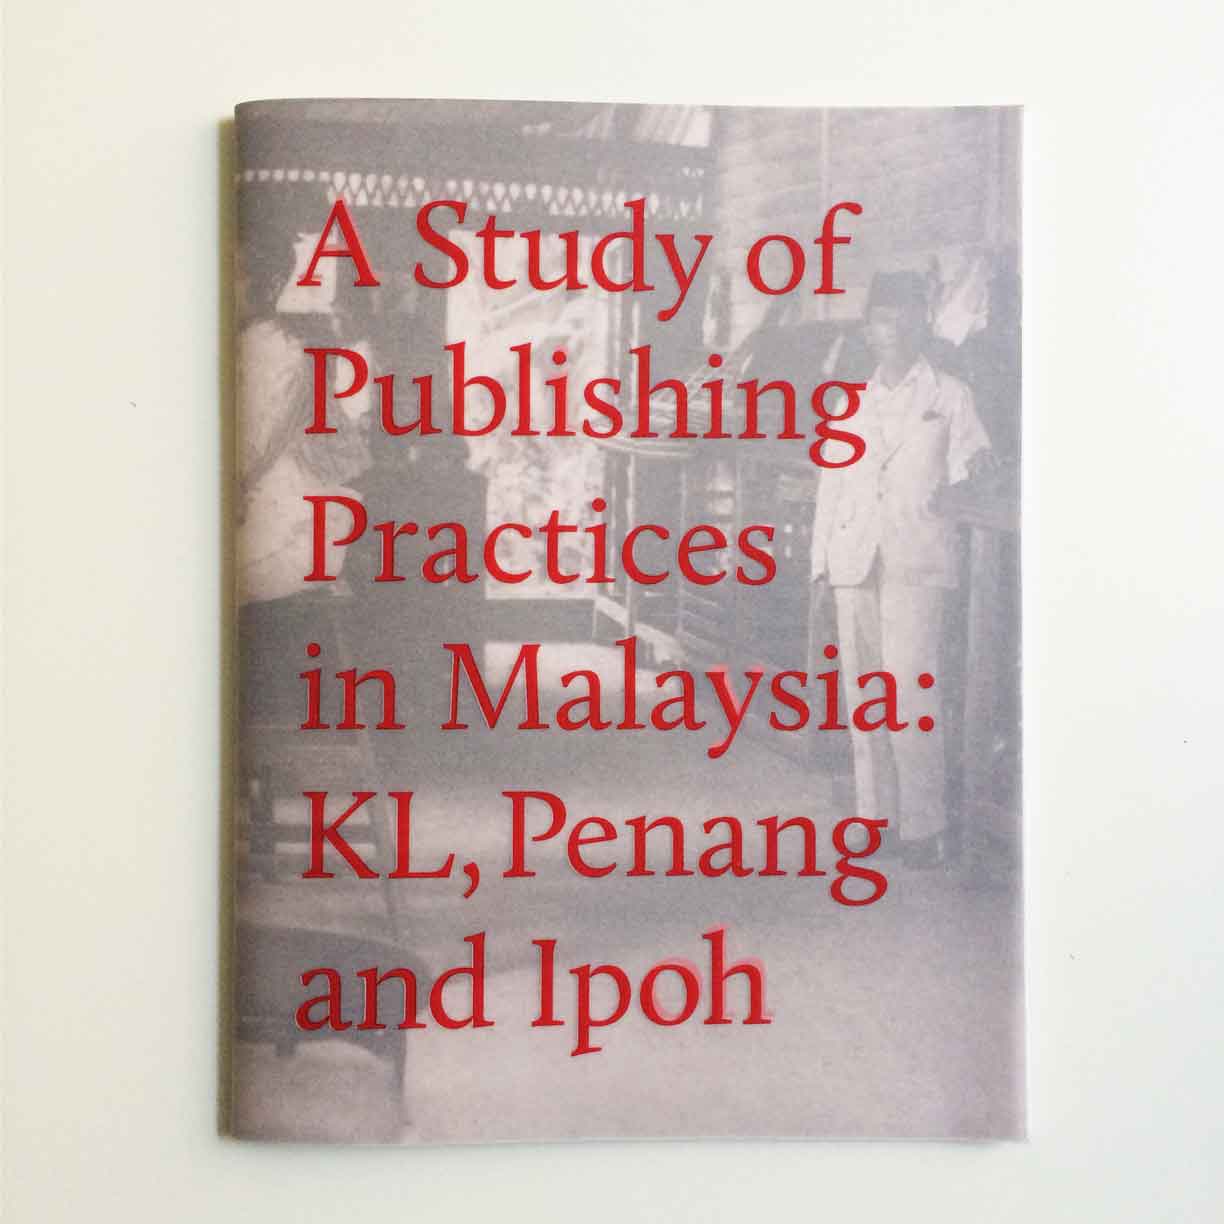 A Study of
Publishing
Practices
in Malaysia:
KL, Penang
and Ipoh